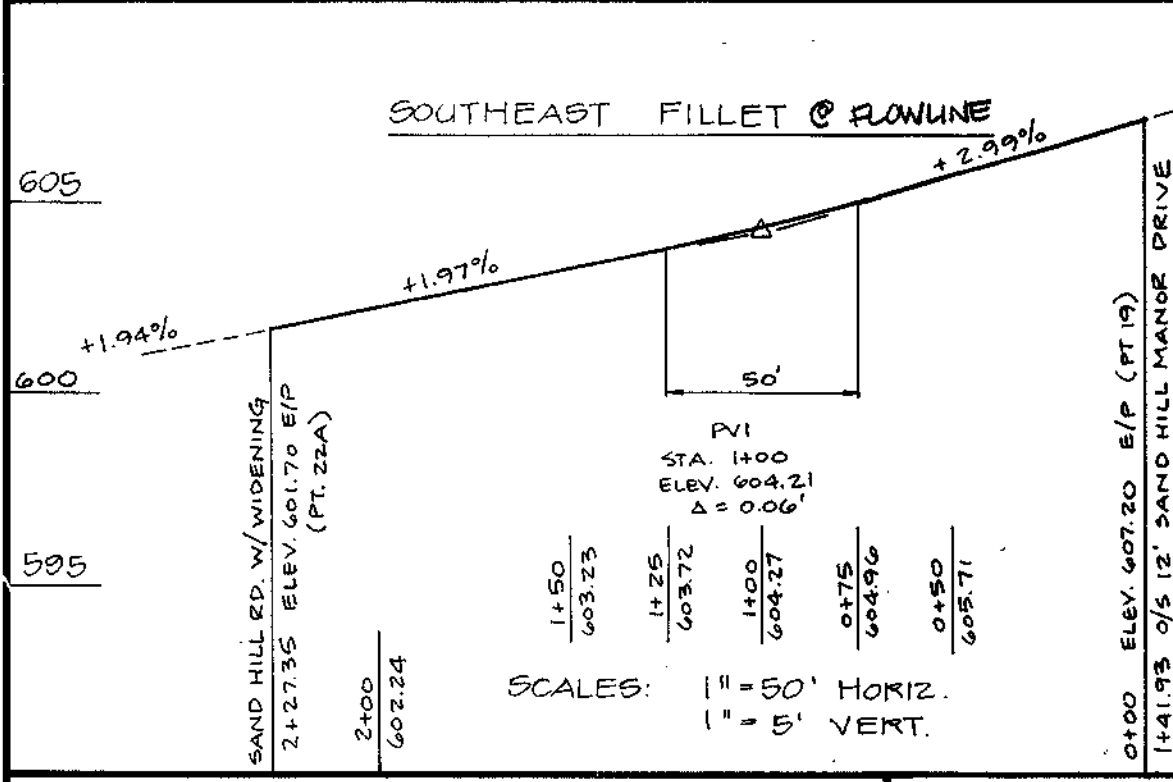 SOUTHEAST FILLET @ FLOWLINE
+ 2.99%
605
+1.97%
+1.94%
600
50'
PVI
STA. 1+00
ELEV. 604.21
Δ = 0.06'
595
SAND HILL RD. W/ WIDENING
2+27.35 ELEV. 601.70 E/P
(PT. 22A)
2+00
602.24
1+50
603.23
1+25
603.72
1+00
604.27
0+75
604.96
0+50
605.71
0+00 ELEV. 607.20 E/P (PT 19)
1+41.93 O/S 12' SAND HILL MANOR DRIVE
SCALES: 1" = 50' HORIZ.
1" = 5' VERT.